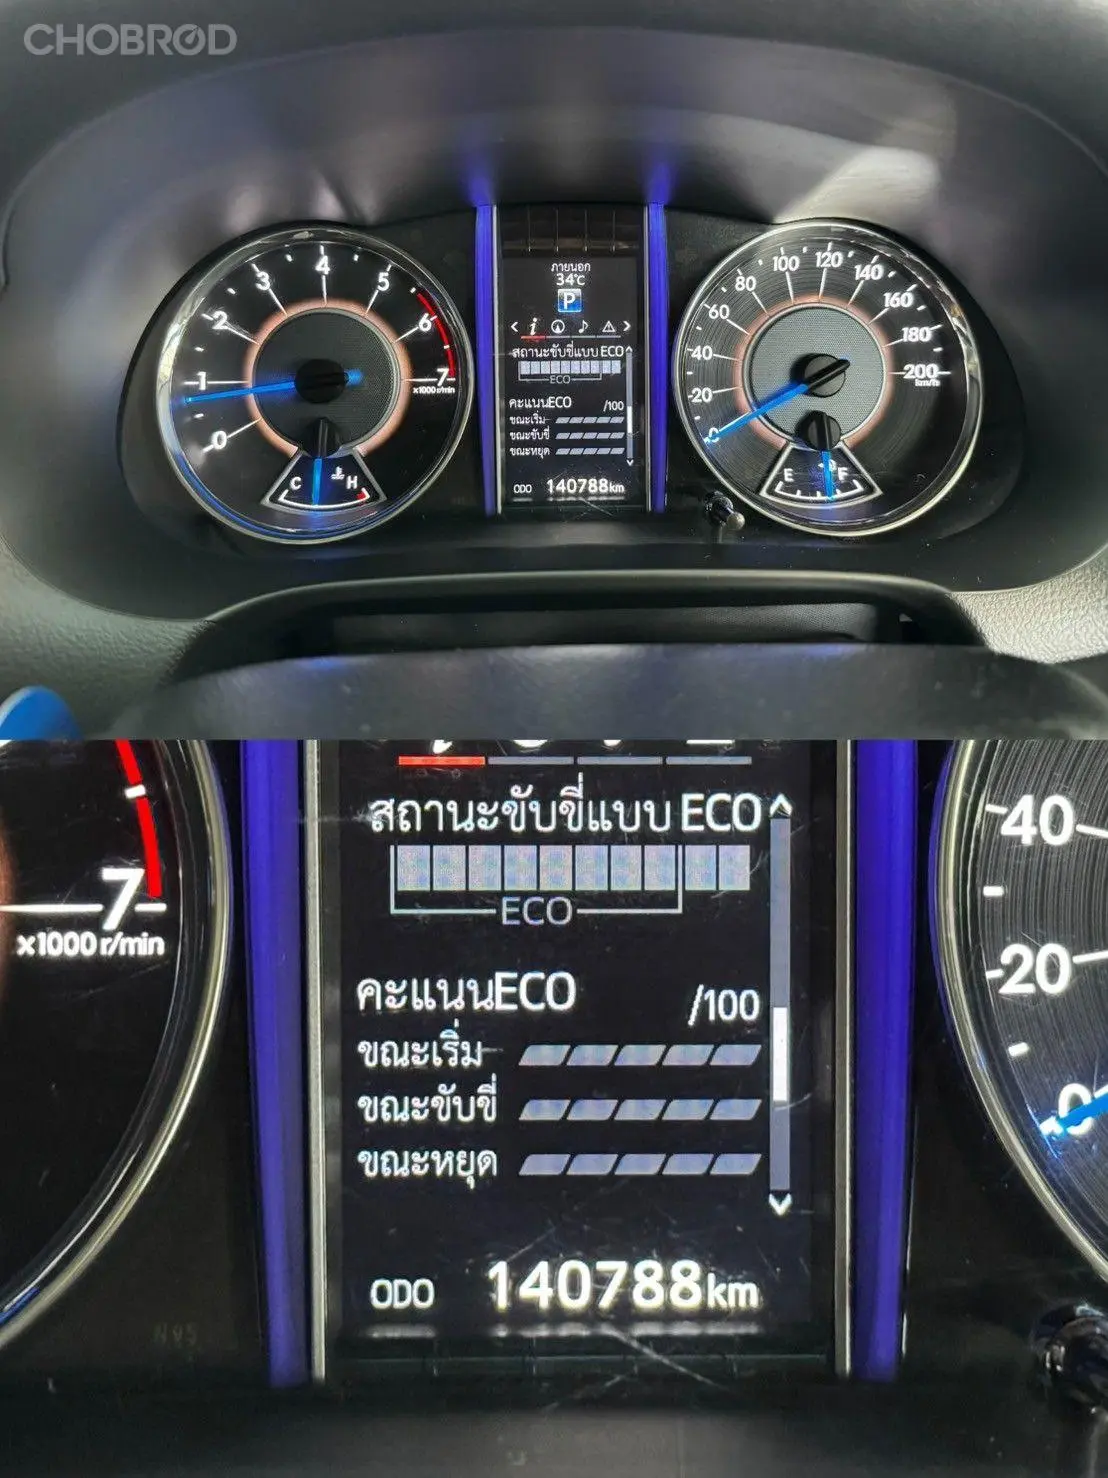 CHOBROD
0 1 2 3 4 5 6 7
x1000 r/min
C H
ภายนอก
34°C
P
สถานะขับขี่แบบ ECO
ECO
คะแนนECO /100
ขณะเริ่ม
ขณะขับขี่
ขณะหยุด
ODO 140788km
0 20 40 60 80 100 120 140 160 180 200
km/h
E F
7
x1000 r/min
สถานะขับขี่แบบ ECO
ECO
คะแนนECO /100
ขณะเริ่ม
ขณะขับขี่
ขณะหยุด
ODO 140788km
40
20
0